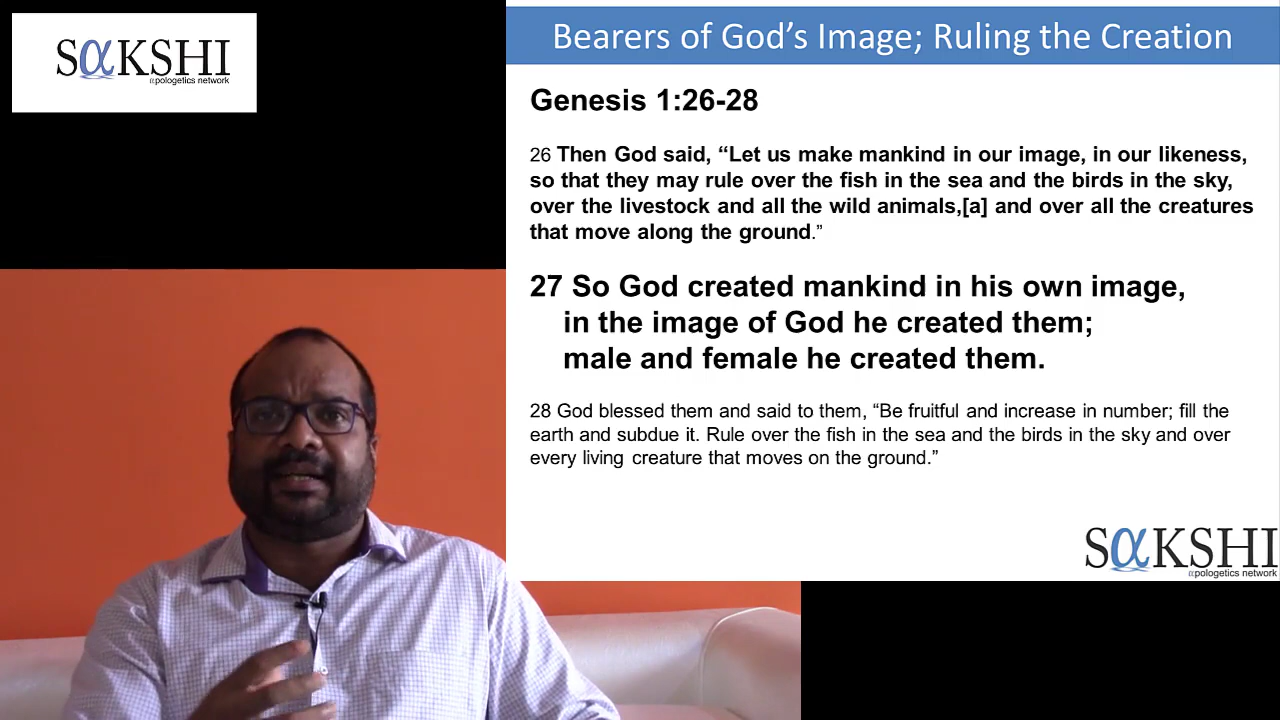 SαKSHI
αpologetics network
Bearers of God’s Image; Ruling the Creation
Genesis 1:26-28
26 Then God said, “Let us make mankind in our image, in our likeness,
so that they may rule over the fish in the sea and the birds in the sky,
over the livestock and all the wild animals,[a] and over all the creatures
that move along the ground.”
27 So God created mankind in his own image,
in the image of God he created them;
male and female he created them.
28 God blessed them and said to them, “Be fruitful and increase in number; fill the
earth and subdue it. Rule over the fish in the sea and the birds in the sky and over
every living creature that moves on the ground.”
SαKSHI
αpologetics network